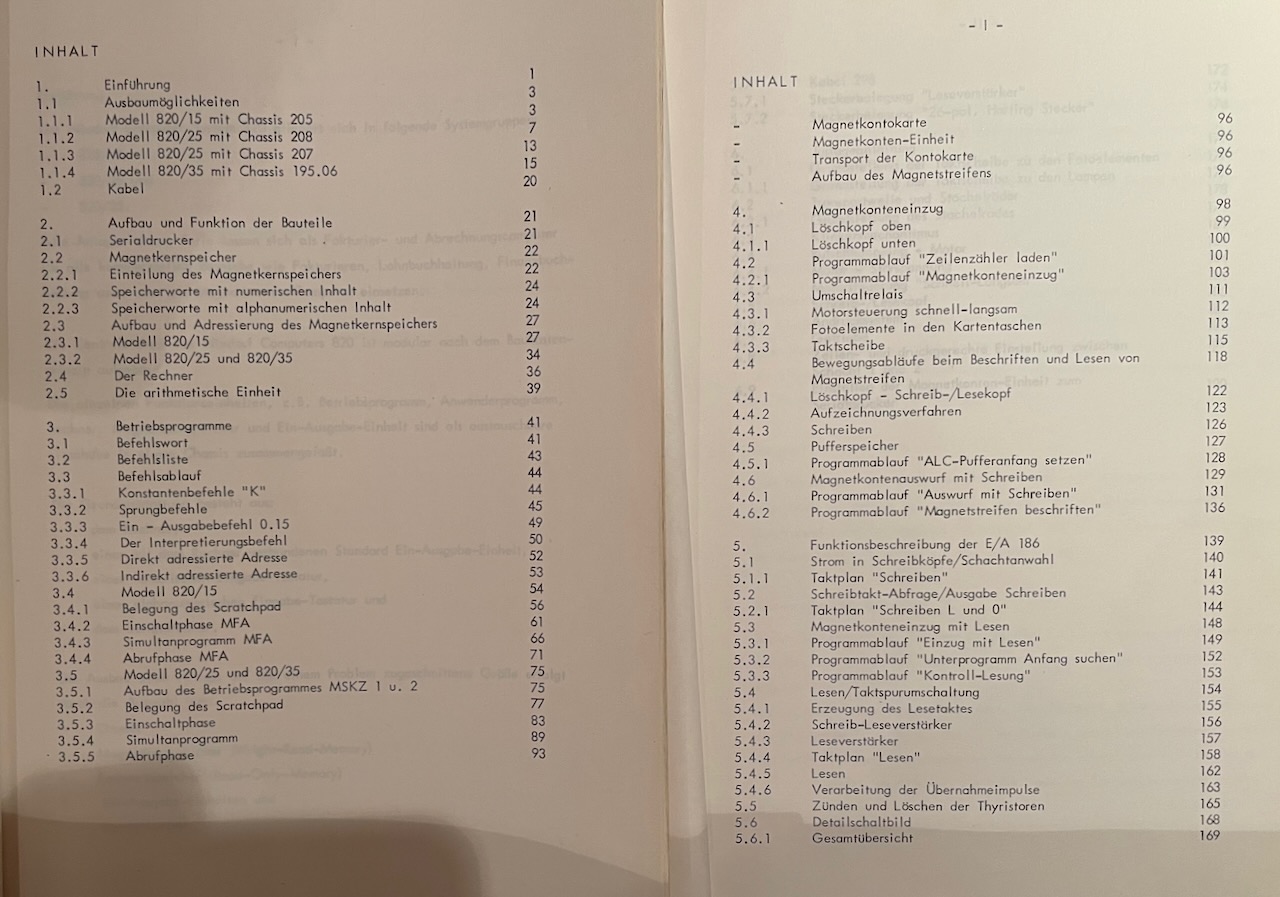 INHALT
1. Einführung 1
1.1 Ausbaumöglichkeiten 3
1.1.1 Modell 820/15 mit Chassis 205 3
1.1.2 Modell 820/25 mit Chassis 208 7
1.1.3 Modell 820/25 mit Chassis 207 13
1.1.4 Modell 820/35 mit Chassis 195.06 15
1.2 Kabel 20
2. Aufbau und Funktion der Bauteile 21
2.1 Serialdrucker 21
2.2 Magnetkernspeicher 22
2.2.1 Einteilung des Magnetkernspeichers 22
2.2.2 Speicherworte mit numerischen Inhalt 24
2.2.3 Speicherworte mit alphanumerischen Inhalt 24
2.3 Aufbau und Adressierung des Magnetkernspeichers 27
2.3.1 Modell 820/15 27
2.3.2 Modell 820/25 und 820/35 34
2.4 Der Rechner 36
2.5 Die arithmetische Einheit 39
3. Betriebsprogramme 41
3.1 Befehlswort 41
3.2 Befehlsliste 43
3.3 Befehlsablauf 44
3.3.1 Konstantenbefehle "K" 44
3.3.2 Sprungbefehle 45
3.3.3 Ein - Ausgabebefehl 0.15 49
3.3.4 Der Interpretierungsbefehl 50
3.3.5 Direkt adressierte Adresse 52
3.3.6 Indirekt adressierte Adresse 53
3.4 Modell 820/15 54
3.4.1 Belegung des Scratchpad 56
3.4.2 Einschaltphase MFA 61
3.4.3 Simultanprogramm MFA 66
3.4.4 Abrufphase MFA 71
3.5 Modell 820/25 und 820/35 75
3.5.1 Aufbau des Betriebsprogrammes MSKZ 1 u. 2 75
3.5.2 Belegung des Scratchpad 77
3.5.3 Einschaltphase 83
3.5.4 Simultanprogramm 89
3.5.5 Abrufphase 93
- I -
INHALT
- Magnetkontokarte 96
- Magnetkonten-Einheit 96
- Transport der Kontokarte 96
- Aufbau des Magnetstreifens 96
4. Magnetkonteneinzug 98
4.1 Löschkopf oben 99
4.1.1 Löschkopf unten 100
4.2 Programmablauf "Zeilenzähler laden" 101
4.2.1 Programmablauf "Magnetkonteneinzug" 103
4.3 Umschaltrelais 111
4.3.1 Motorsteuerung schnell-langsam 112
4.3.2 Fotoelemente in den Kartentaschen 113
4.3.3 Taktscheibe 115
4.4 Bewegungsabläufe beim Beschriften und Lesen von 118
Magnetstreifen
4.4.1 Löschkopf - Schreib-/Lesekopf 122
4.4.2 Aufzeichnungsverfahren 123
4.4.3 Schreiben 126
4.5 Pufferspeicher 127
4.5.1 Programmablauf "ALC-Pufferanfang setzen" 128
4.6 Magnetkontenauswurf mit Schreiben 129
4.6.1 Programmablauf "Auswurf mit Schreiben" 131
4.6.2 Programmablauf "Magnetstreifen beschriften" 136
5. Funktionsbeschreibung der E/A 186 139
5.1 Strom in Schreibköpfe/Schachtanwahl 140
5.1.1 Taktplan "Schreiben" 141
5.2 Schreibtakt-Abfrage/Ausgabe Schreiben 143
5.2.1 Taktplan "Schreiben L und 0" 144
5.3 Magnetkonteneinzug mit Lesen 148
5.3.1 Programmablauf "Einzug mit Lesen" 149
5.3.2 Programmablauf "Unterprogramm Anfang suchen" 152
5.3.3 Programmablauf "Kontroll-Lesung" 153
5.4 Lesen/Taktspurumschaltung 154
5.4.1 Erzeugung des Lesetaktes 155
5.4.2 Schreib-Leseverstärker 156
5.4.3 Leseverstärker 157
5.4.4 Taktplan "Lesen" 158
5.4.5 Lesen 162
5.4.6 Verarbeitung der Übernahmeimpulse 163
5.5 Zünden und Löschen der Thyristoren 165
5.6 Detailschaltbild 168
5.6.1 Gesamtübersicht 169